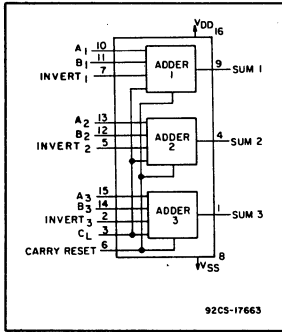 VDD 16
A1 10
B1 11
INVERT1 7
ADDER 1
9 SUM 1
A2 13
B2 12
INVERT2 5
ADDER 2
4 SUM 2
A3 15
B3 14
INVERT3 2
CL 3
CARRY RESET 6
ADDER 3
1 SUM 3
8
VSS
92CS-17663